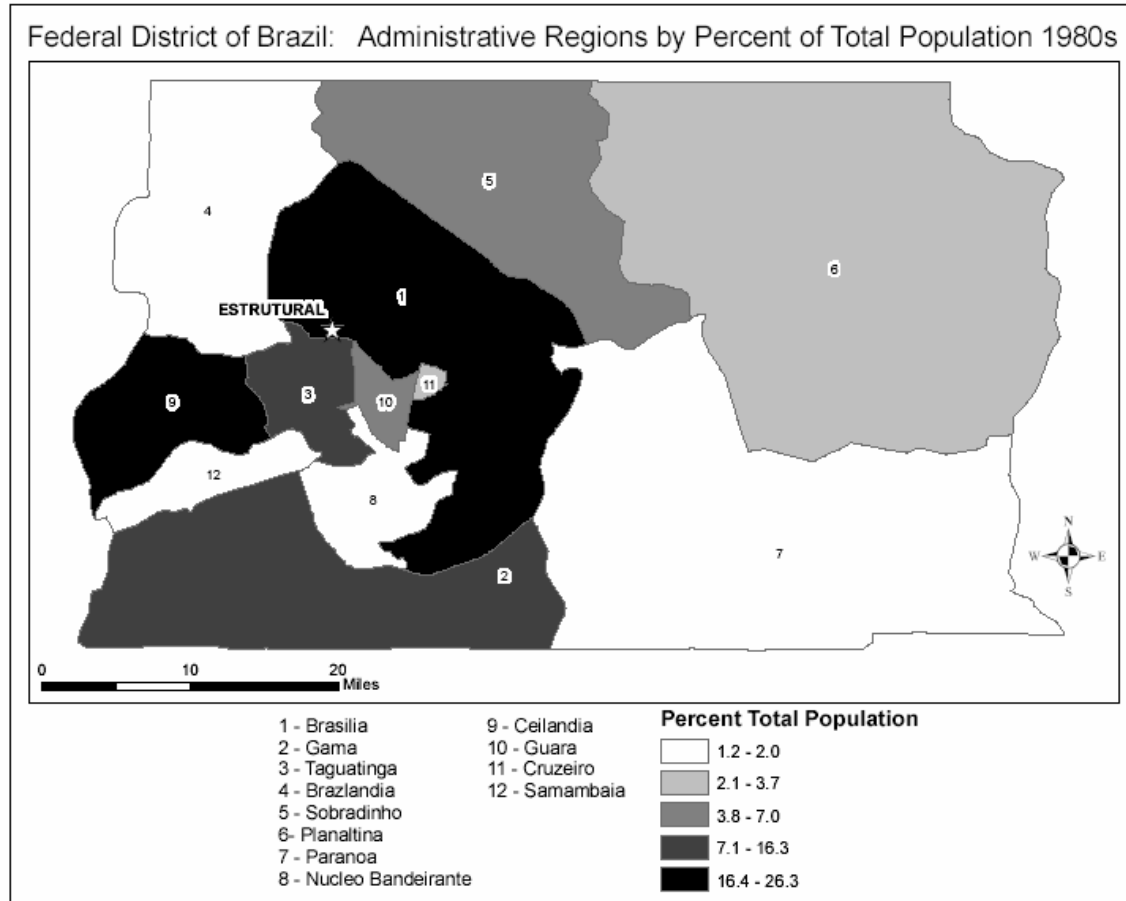 Federal District of Brazil: Administrative Regions by Percent of Total Population 1980s
5
4
6
1
ESTRUTURAL
11
3
9
10
12
8
7
2
N
W E
S
0 10 20
Miles
1 - Brasilia
2 - Gama
3 - Taguatinga
4 - Brazlandia
5 - Sobradinho
6- Planaltina
7 - Paranoa
8 - Nucleo Bandeirante
9 - Ceilandia
10 - Guara
11 - Cruzeiro
12 - Samambaia
Percent Total Population
1.2 - 2.0
2.1 - 3.7
3.8 - 7.0
7.1 - 16.3
16.4 - 26.3